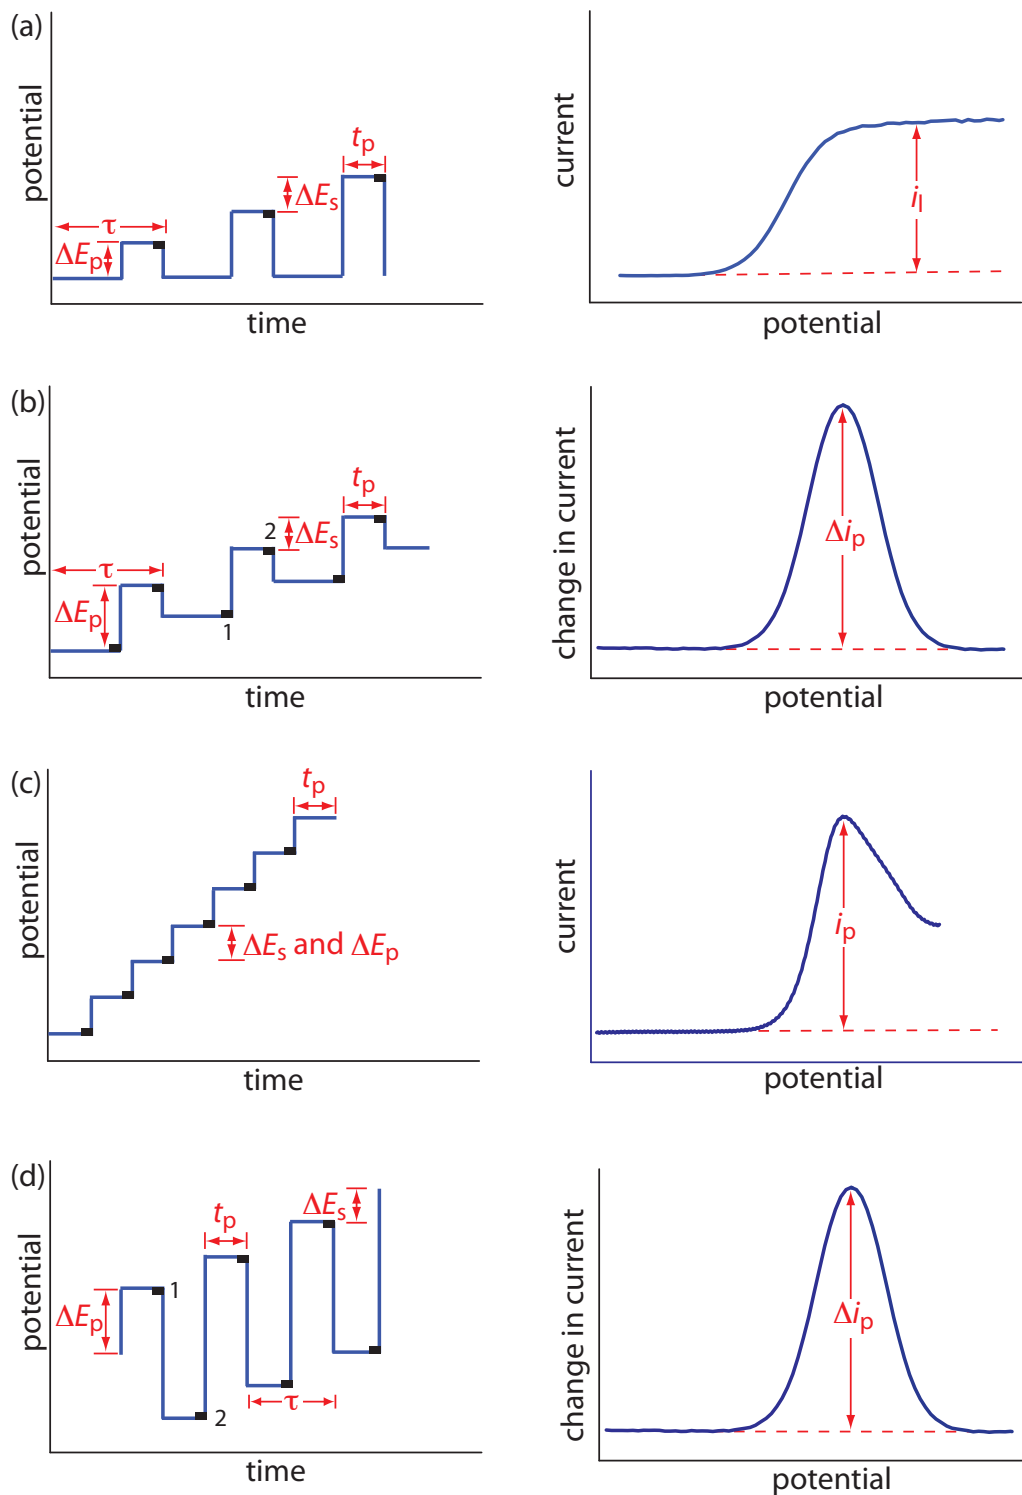 (a)
potential
τ
ΔEp
ΔEs
tp
time
current
il
potential
(b)
potential
τ
ΔEp
1
2
ΔEs
tp
time
change in current
Δip
potential
(c)
potential
tp
ΔEs and ΔEp
time
current
ip
potential
(d)
potential
ΔEp
1
2
tp
τ
ΔEs
time
change in current
Δip
potential